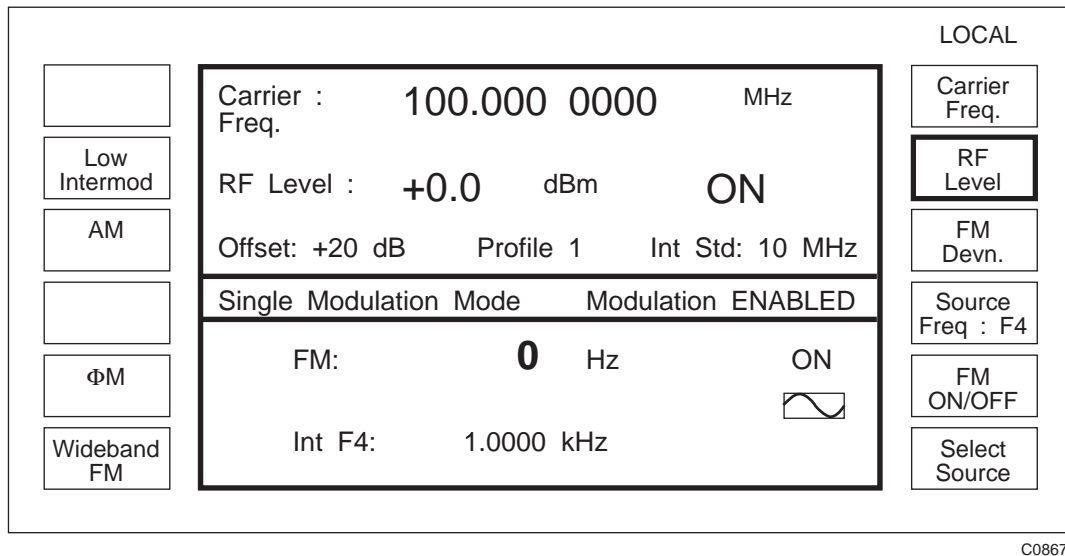 LOCAL
Low
Intermod
AM
ΦM
Wideband
FM
Carrier :
Freq.
100.000 0000 MHz
RF Level : +0.0 dBm ON
Offset: +20 dB Profile 1 Int Std: 10 MHz
Single Modulation Mode Modulation ENABLED
FM: 0 Hz ON
Int F4: 1.0000 kHz
Carrier
Freq.
RF
Level
FM
Devn.
Source
Freq : F4
FM
ON/OFF
Select
Source
C0867